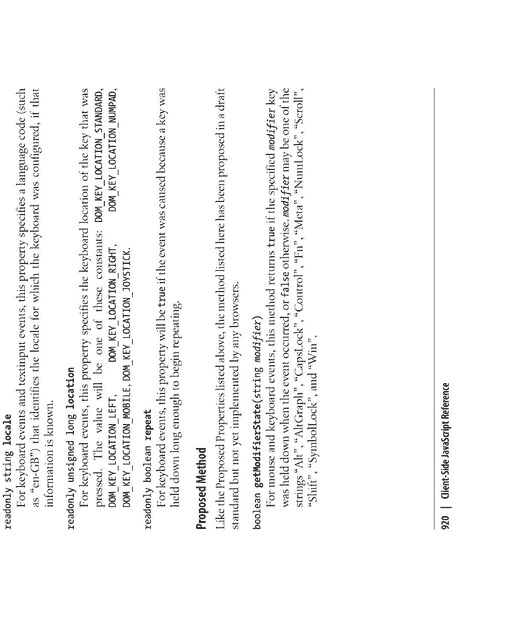 readonly string locale
For keyboard events and textinput events, this property specifies a language code (such
as "en-GB") that identifies the locale for which the keyboard was configured, if that
information is known.
readonly unsigned long location
For keyboard events, this property specifies the keyboard location of the key that was
pressed. The value will be one of these constants: DOM_KEY_LOCATION_STANDARD,
DOM_KEY_LOCATION_LEFT, DOM_KEY_LOCATION_RIGHT, DOM_KEY_LOCATION_NUMPAD,
DOM_KEY_LOCATION_MOBILE, DOM_KEY_LOCATION_JOYSTICK.
readonly boolean repeat
For keyboard events, this property will be true if the event was caused because a key was
held down long enough to begin repeating.
Proposed Method
Like the Proposed Properties listed above, the method listed here has been proposed in a draft
standard but not yet implemented by any browsers.
boolean getModifierState(string modifier)
For mouse and keyboard events, this method returns true if the specified modifier key
was held down when the event occurred, or false otherwise. modifier may be one of the
strings "Alt", "AltGraph", "CapsLock", "Control", "Fn", "Meta", "NumLock", "Scroll",
"Shift", "SymbolLock", and "Win".
920 | Client-Side JavaScript Reference